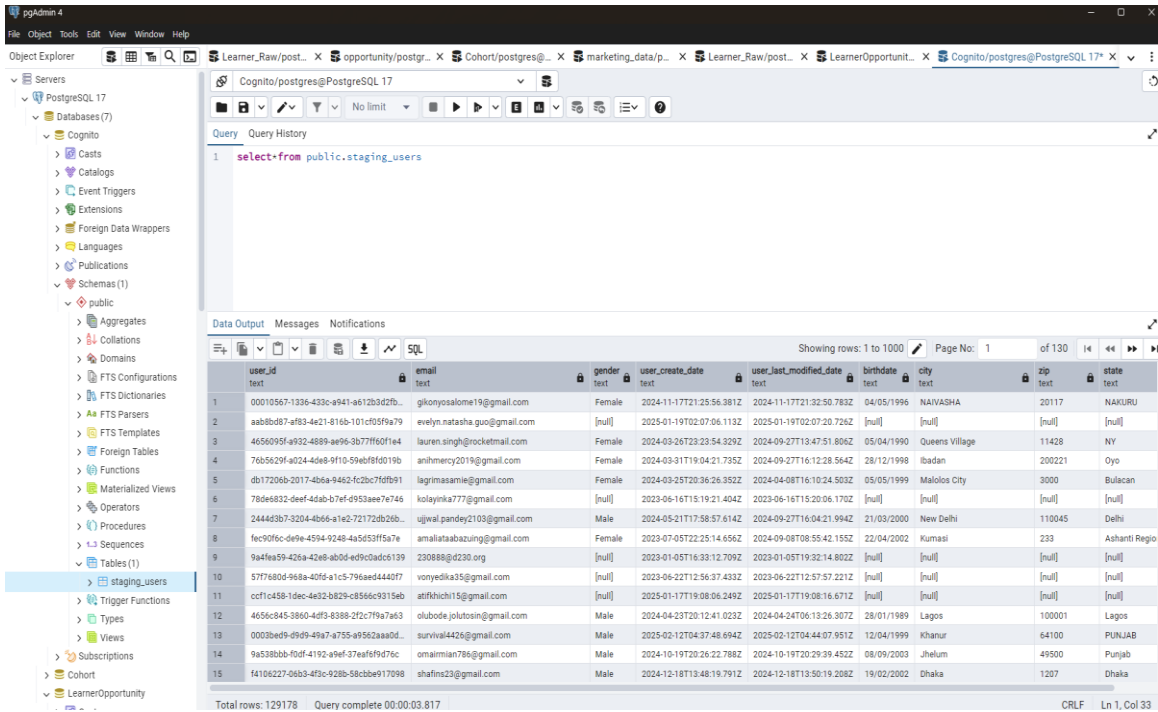 pgAdmin 4
File Object Tools Edit View Window Help
Object Explorer
Learner_Raw/post... X opportunity/postgr... X Cohort/postgres@... X marketing_data/p... X Learner_Raw/post... X LearnerOpportunit... X Cognito/postgres@PostgreSQL 17* X
Servers
PostgreSQL 17
Databases (7)
Cognito
Casts
Catalogs
Event Triggers
Extensions
Foreign Data Wrappers
Languages
Publications
Schemas (1)
public
Aggregates
Collations
Domains
FTS Configurations
FTS Dictionaries
FTS Parsers
FTS Templates
Foreign Tables
Functions
Materialized Views
Operators
Procedures
Sequences
Tables (1)
staging_users
Trigger Functions
Types
Views
Subscriptions
Cohort
LearnerOpportunity
Cognito/postgres@PostgreSQL 17
No limit
Query Query History
1 select*from public.staging_users
Data Output Messages Notifications
SQL Showing rows: 1 to 1000 Page No: 1 of 130
user_id email gender user_create_date user_last_modified_date birthdate city zip state
text text text text text text text text text
1 00010567-1336-433c-a941-a612b3d2fb... gikonyosalome19@gmail.com Female 2024-11-17T21:25:56.381Z 2024-11-17T21:32:50.783Z 04/05/1996 NAIVASHA 20117 NAKURU
2 aab8bd87-af83-4e21-816b-101cf05f9a79 evelyn.natasha.guo@gmail.com [null] 2025-01-19T02:07:06.113Z 2025-01-19T02:07:20.726Z [null] [null] [null] [null]
3 4656095f-a932-4889-ae96-3b77ff60f1e4 lauren.singh@rocketmail.com Female 2024-03-26T23:23:54.329Z 2024-09-27T13:47:51.806Z 05/04/1990 Queens Village 11428 NY
4 76b5629f-a024-4de8-9f10-59ebf8fd019b anihmercy2019@gmail.com Female 2024-03-31T19:04:21.735Z 2024-09-27T16:12:28.564Z 28/12/1998 Ibadan 200221 Oyo
5 db17206b-2017-4b6a-9462-fc2bc7fdfb91 lagrimasamie@gmail.com Female 2024-03-25T20:36:26.352Z 2024-04-08T16:10:24.503Z 05/05/1999 Malolos City 3000 Bulacan
6 78de6832-deef-4dab-b7ef-d953aee7e746 kolayinka777@gmail.com [null] 2023-06-16T15:19:21.404Z 2023-06-16T15:20:06.170Z [null] [null] [null] [null]
7 2444d3b7-3204-4b66-a1e2-72172db26b... ujjwal.pandey2103@gmail.com Male 2024-05-21T17:58:57.614Z 2024-09-27T16:04:21.994Z 21/03/2000 New Delhi 110045 Delhi
8 fec90f6c-de9e-4594-9248-4a5d53ff5a7e amaliataabazuing@gmail.com Female 2023-07-05T22:25:14.656Z 2024-09-08T08:55:42.155Z 22/04/2002 Kumasi 233 Ashanti Regio
9 9a4fea59-426a-42e8-ab0d-ed9c0adc6139 230888@d230.org [null] 2023-01-05T16:33:12.709Z 2023-01-05T19:32:14.802Z [null] [null] [null] [null]
10 57f7680d-968a-40fd-a1c5-796aed4440f7 vonyedika35@gmail.com [null] 2023-06-22T12:56:37.433Z 2023-06-22T12:57:57.221Z [null] [null] [null] [null]
11 ccf1c458-1dec-4e32-b829-c8566c9315eb atifkhichi15@gmail.com [null] 2025-01-17T19:08:06.249Z 2025-01-17T19:08:16.671Z [null] [null] [null] [null]
12 4656c845-3860-4df3-8388-2f2c7f9a7a63 olubode.jolutosin@gmail.com Male 2024-04-23T20:12:41.023Z 2024-04-24T06:13:26.307Z 28/01/1989 Lagos 100001 Lagos
13 0003bed9-d9d9-49a7-a755-a9562aaa0d... survival4426@gmail.com Male 2025-02-12T04:37:48.694Z 2025-02-12T04:44:07.951Z 12/04/1999 Khanur 64100 PUNJAB
14 9a538bbb-f0df-4192-a9ef-37eaf6f9d76c omairmian786@gmail.com Male 2024-10-19T20:26:22.788Z 2024-10-19T20:29:39.452Z 08/09/2003 Jhelum 49500 Punjab
15 f4106227-06b3-4f3c-928b-58cbbe917098 shafins23@gmail.com Male 2024-12-18T13:48:19.791Z 2024-12-18T13:50:19.208Z 19/02/2002 Dhaka 1207 Dhaka
Total rows: 129178 Query complete 00:00:03.817 CRLF Ln 1, Col 33